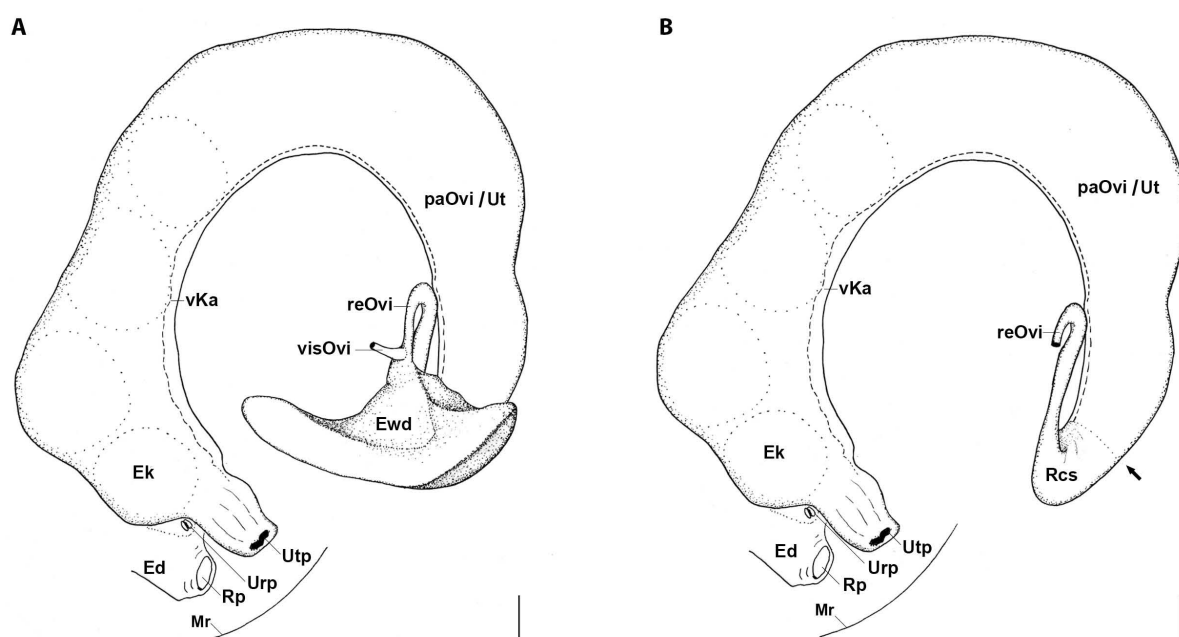 A
paOvi / Ut
vKa
reOvi
visOvi
Ewd
Ek
Utp
Ed
Urp
Rp
Mr
B
paOvi / Ut
vKa
reOvi
Ek
Rcs
Utp
Ed
Urp
Rp
Mr